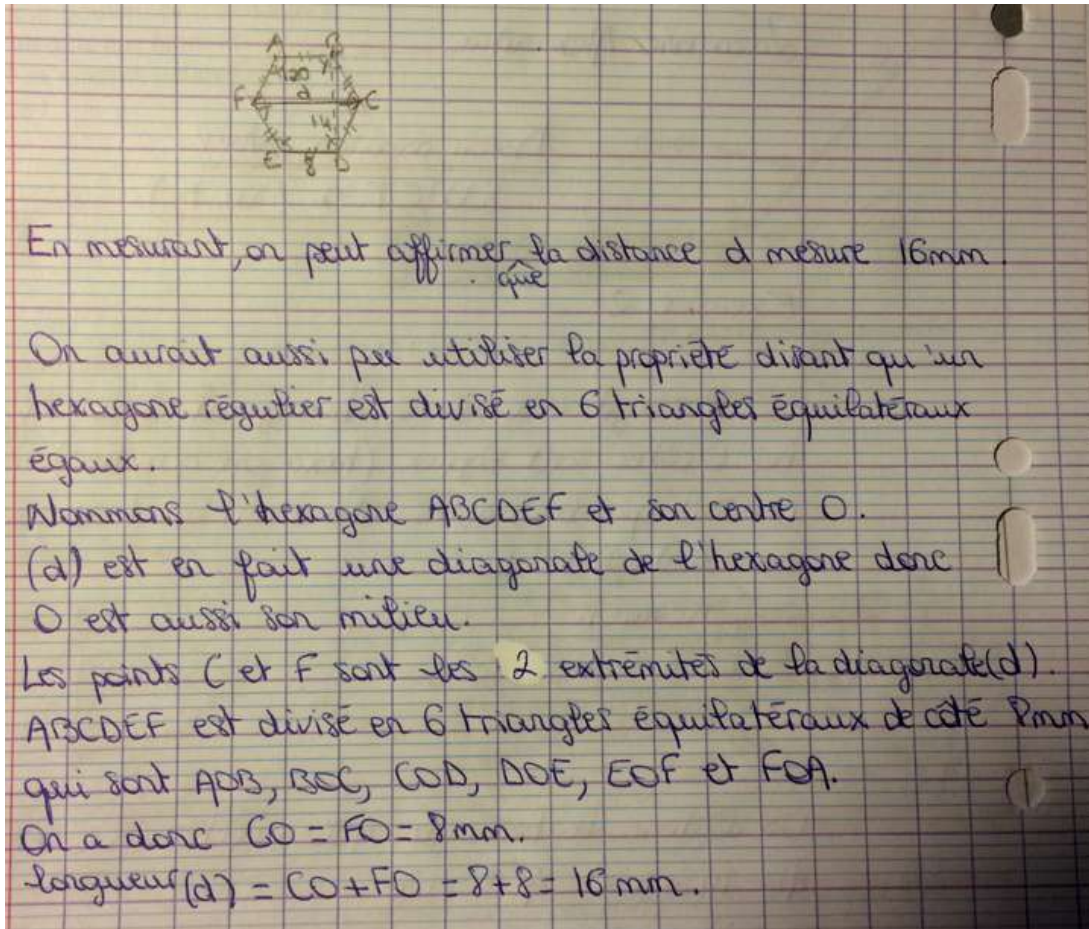 A B
120
F d C
14
E 8 D
En mesurant, on peut affirmer que la distance d mesure 16mm.
On aurait aussi pu utiliser la propriété disant qu'un
hexagone régulier est divisé en 6 triangles équilatéraux
égaux.
Nommons l'hexagone ABCDEF et son centre O.
(d) est en fait une diagonale de l'hexagone donc
O est aussi son milieu.
Les points C et F sont les 2 extrémités de la diagonale (d).
ABCDEF est divisé en 6 triangles équilatéraux de côté 8mm
qui sont AOB, BOC, COD, DOE, EOF et FOA.
On a donc CO = FO = 8mm.
longueur (d) = CO + FO = 8 + 8 = 16 mm.